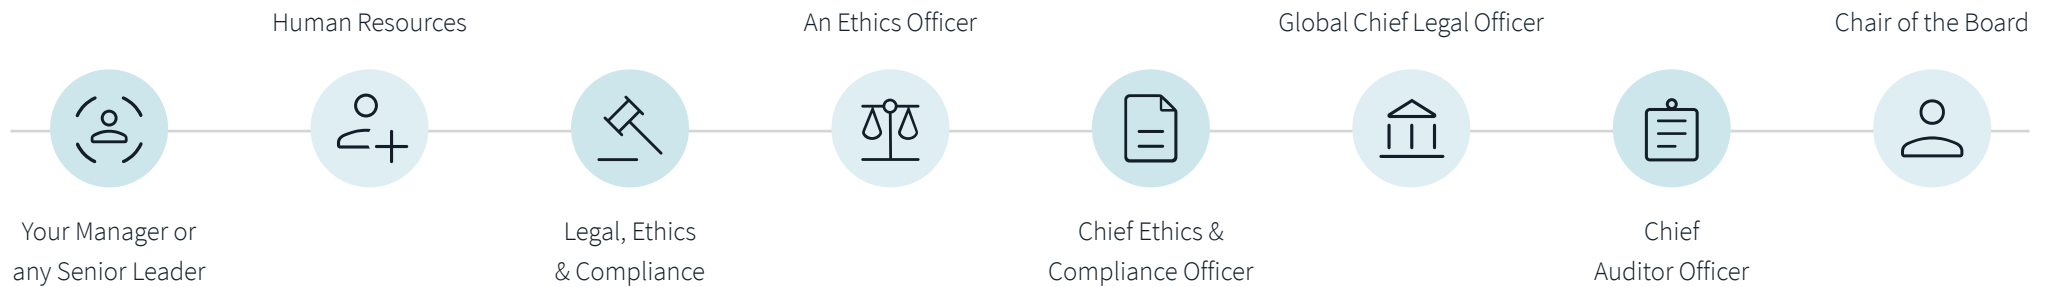 Human Resources
An Ethics Officer
Global Chief Legal Officer
Chair of the Board
Your Manager or
any Senior Leader
Legal, Ethics
& Compliance
Chief Ethics &
Compliance Officer
Chief
Auditor Officer